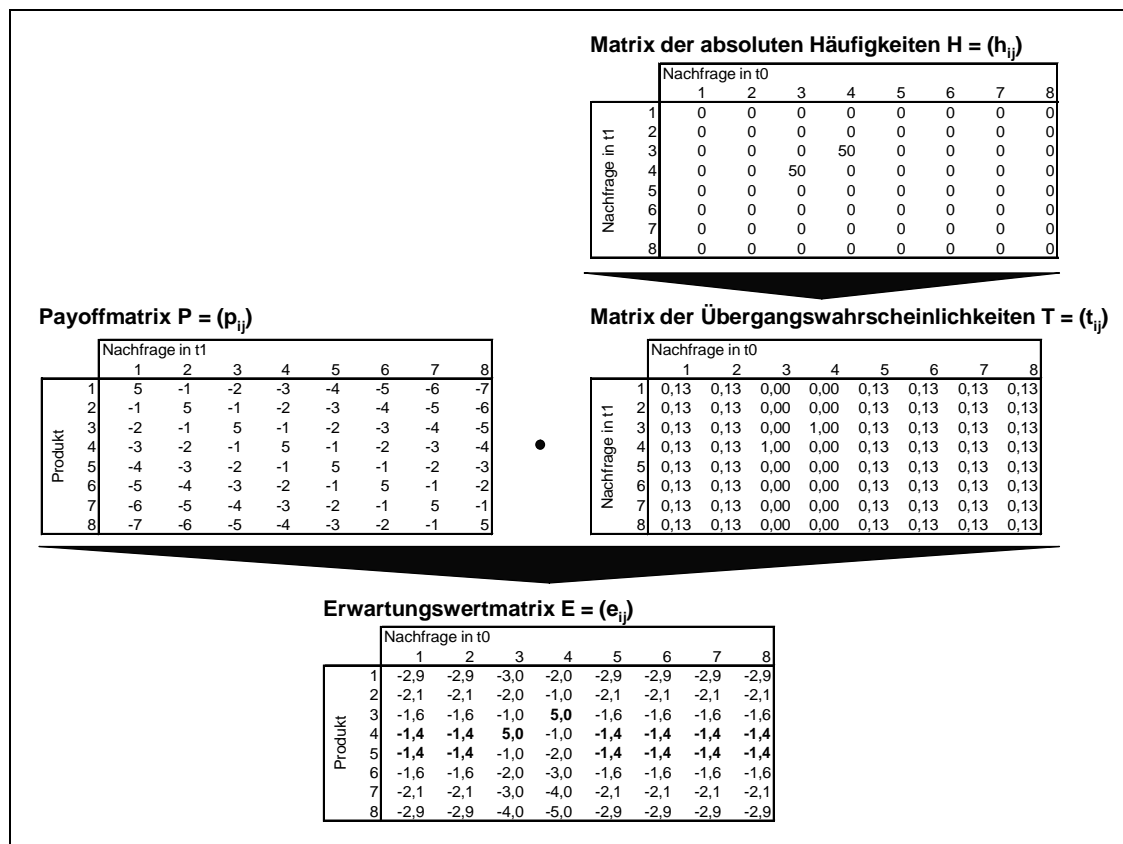 Matrix der absoluten Häufigkeiten H = (hij)
Nachfrage in t0
1 2 3 4 5 6 7 8
Nachfrage in t1
1 0 0 0 0 0 0 0 0
2 0 0 0 0 0 0 0 0
3 0 0 0 50 0 0 0 0
4 0 0 50 0 0 0 0 0
5 0 0 0 0 0 0 0 0
6 0 0 0 0 0 0 0 0
7 0 0 0 0 0 0 0 0
8 0 0 0 0 0 0 0 0
Payoffmatrix P = (pij)
Nachfrage in t1
1 2 3 4 5 6 7 8
Produkt
1 5 -1 -2 -3 -4 -5 -6 -7
2 -1 5 -1 -2 -3 -4 -5 -6
3 -2 -1 5 -1 -2 -3 -4 -5
4 -3 -2 -1 5 -1 -2 -3 -4
5 -4 -3 -2 -1 5 -1 -2 -3
6 -5 -4 -3 -2 -1 5 -1 -2
7 -6 -5 -4 -3 -2 -1 5 -1
8 -7 -6 -5 -4 -3 -2 -1 5
•
Matrix der Übergangswahrscheinlichkeiten T = (tij)
Nachfrage in t0
1 2 3 4 5 6 7 8
Nachfrage in t1
1 0,13 0,13 0,00 0,00 0,13 0,13 0,13 0,13
2 0,13 0,13 0,00 0,00 0,13 0,13 0,13 0,13
3 0,13 0,13 0,00 1,00 0,13 0,13 0,13 0,13
4 0,13 0,13 1,00 0,00 0,13 0,13 0,13 0,13
5 0,13 0,13 0,00 0,00 0,13 0,13 0,13 0,13
6 0,13 0,13 0,00 0,00 0,13 0,13 0,13 0,13
7 0,13 0,13 0,00 0,00 0,13 0,13 0,13 0,13
8 0,13 0,13 0,00 0,00 0,13 0,13 0,13 0,13
Erwartungswertmatrix E = (eij)
Nachfrage in t0
1 2 3 4 5 6 7 8
Produkt
1 -2,9 -2,9 -3,0 -2,0 -2,9 -2,9 -2,9 -2,9
2 -2,1 -2,1 -2,0 -1,0 -2,1 -2,1 -2,1 -2,1
3 -1,6 -1,6 -1,0 5,0 -1,6 -1,6 -1,6 -1,6
4 -1,4 -1,4 5,0 -1,0 -1,4 -1,4 -1,4 -1,4
5 -1,4 -1,4 -1,0 -2,0 -1,4 -1,4 -1,4 -1,4
6 -1,6 -1,6 -2,0 -3,0 -1,6 -1,6 -1,6 -1,6
7 -2,1 -2,1 -3,0 -4,0 -2,1 -2,1 -2,1 -2,1
8 -2,9 -2,9 -4,0 -5,0 -2,9 -2,9 -2,9 -2,9